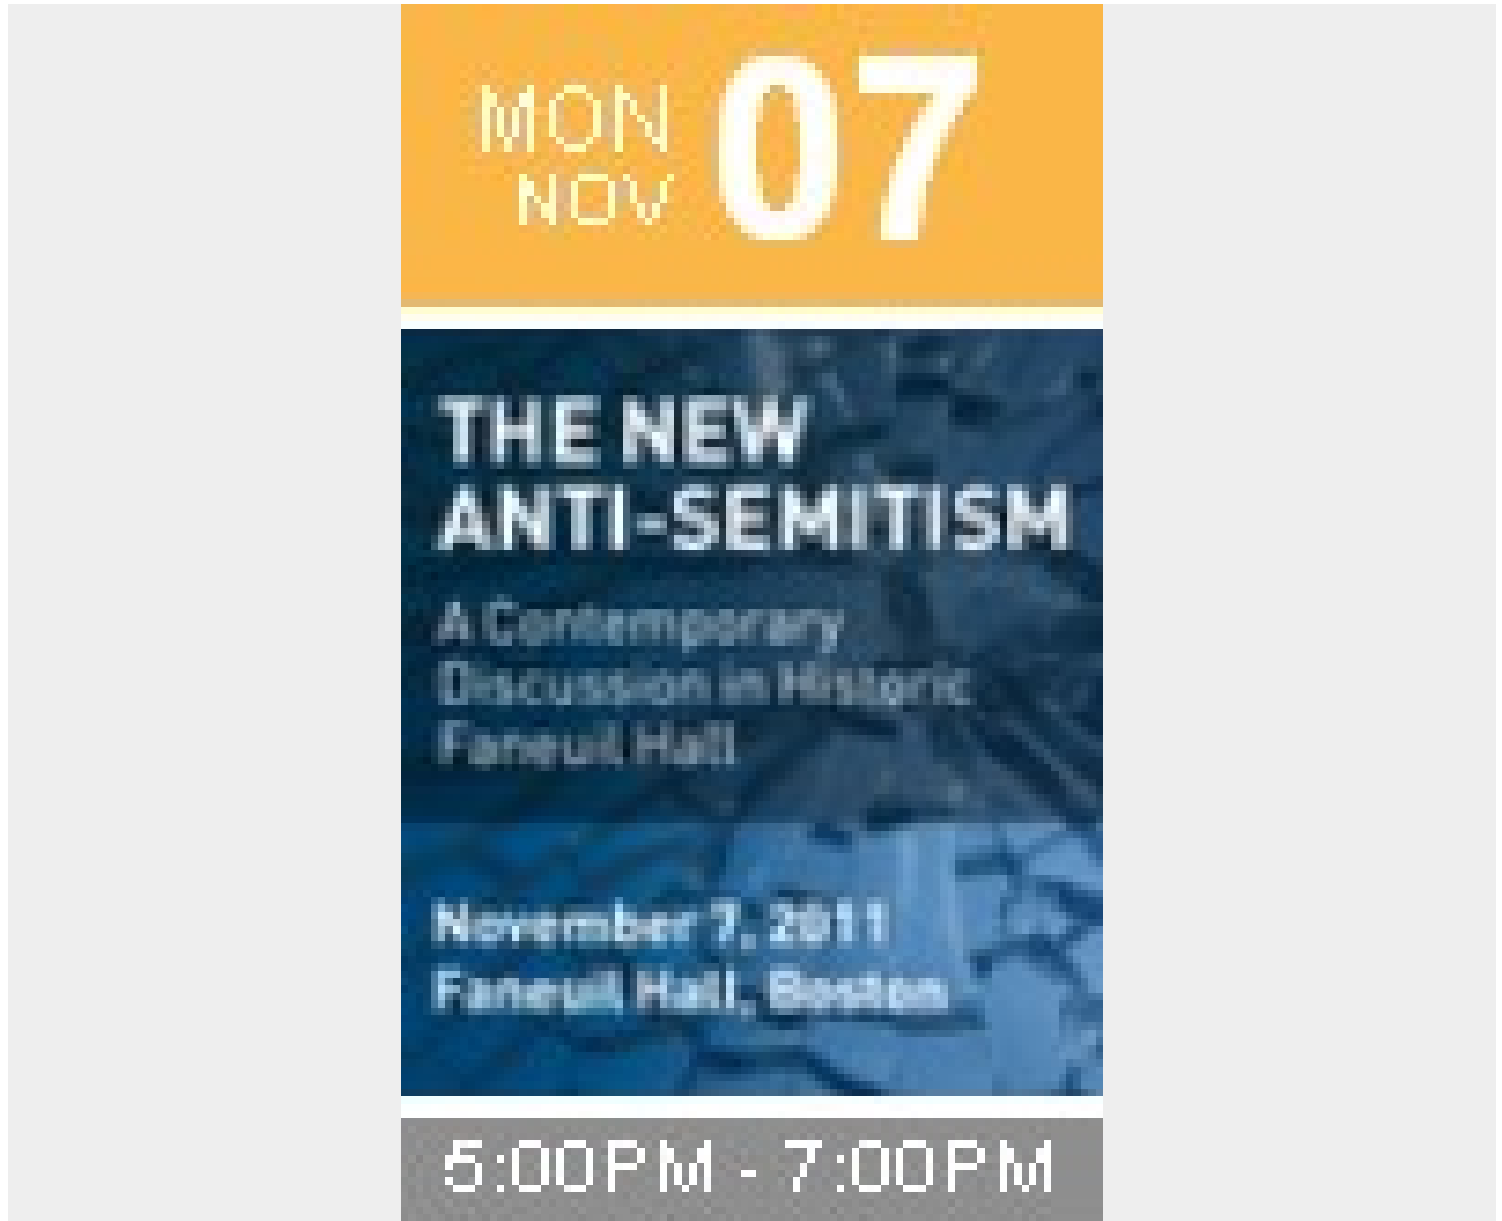 MON 07
NOV
THE NEW
ANTI-SEMITISM
A Contemporary
Discussion in Historic
Faneuil Hall
November 7, 2011
Faneuil Hall, Boston
5:00PM - 7:00PM